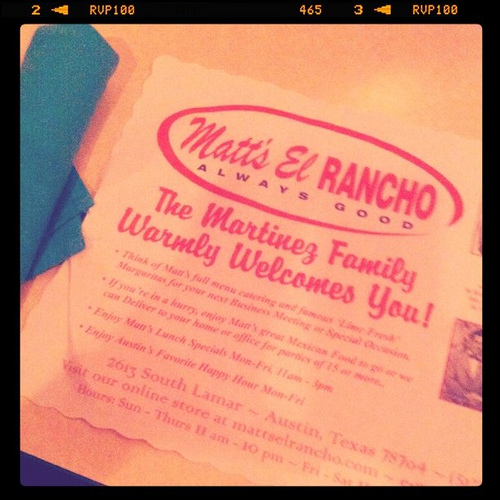 2 RVP100 465 3 RVP100
Matt's El RANCHO
ALWAYS GOOD
The Martinez Family
Warmly Welcomes You!
• Think of Matt's full menu catering and famous 'Lime Fresh'
Margaritas for your next Business Meeting or Special Occasion.
• If you're in a hurry, enjoy Matt's great Mexican Food to go or we
can Deliver to your home or office for parties of 15 or more.
• Enjoy Matt's Lunch Specials Mon-Fri, 11am - 3pm
• Enjoy Austin's Favorite Happy Hour Mon-Fri
2613 South Lamar ~ Austin, Texas 78704 ~ (51
Visit our online store at mattselrancho.com ~
Hours: Sun - Thurs 11 am - 10 pm ~ Fri - Sat